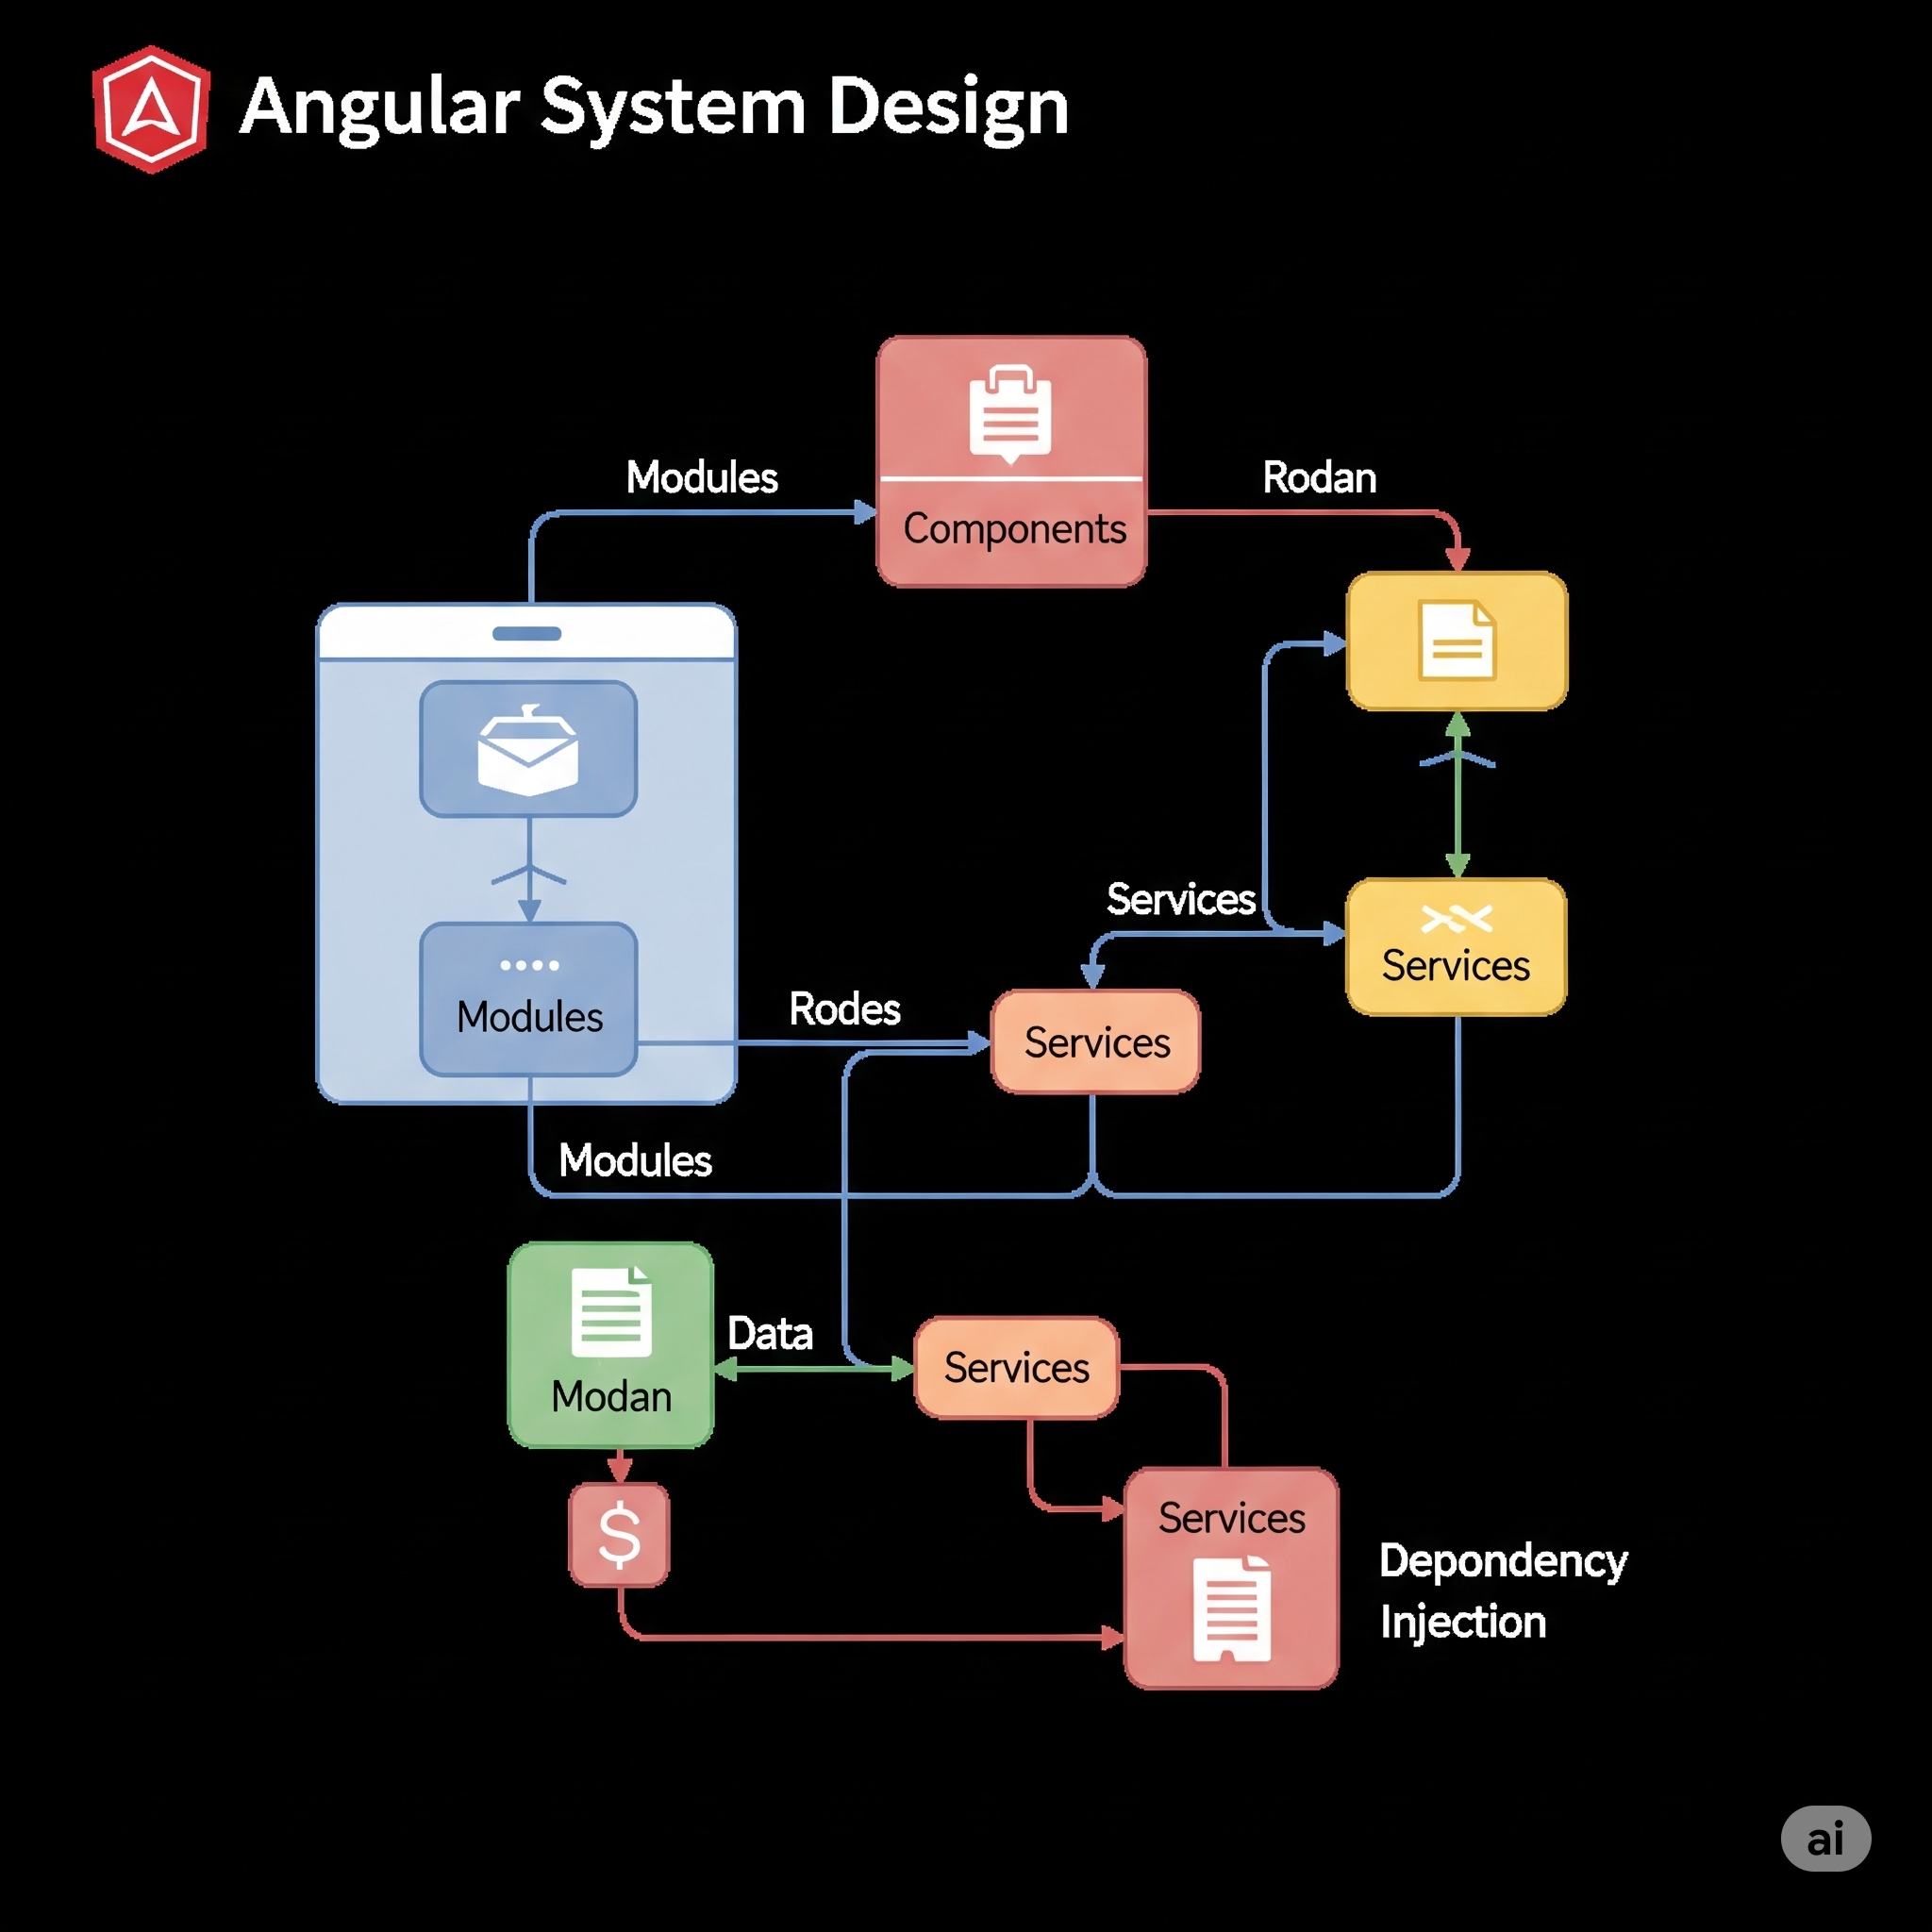 Angular System Design
Modules
Components
Rodan
Services
Services
Modules
Rodes
Services
Modules
Modan
Data
Services
$
Services
Depondency
Injection
ai